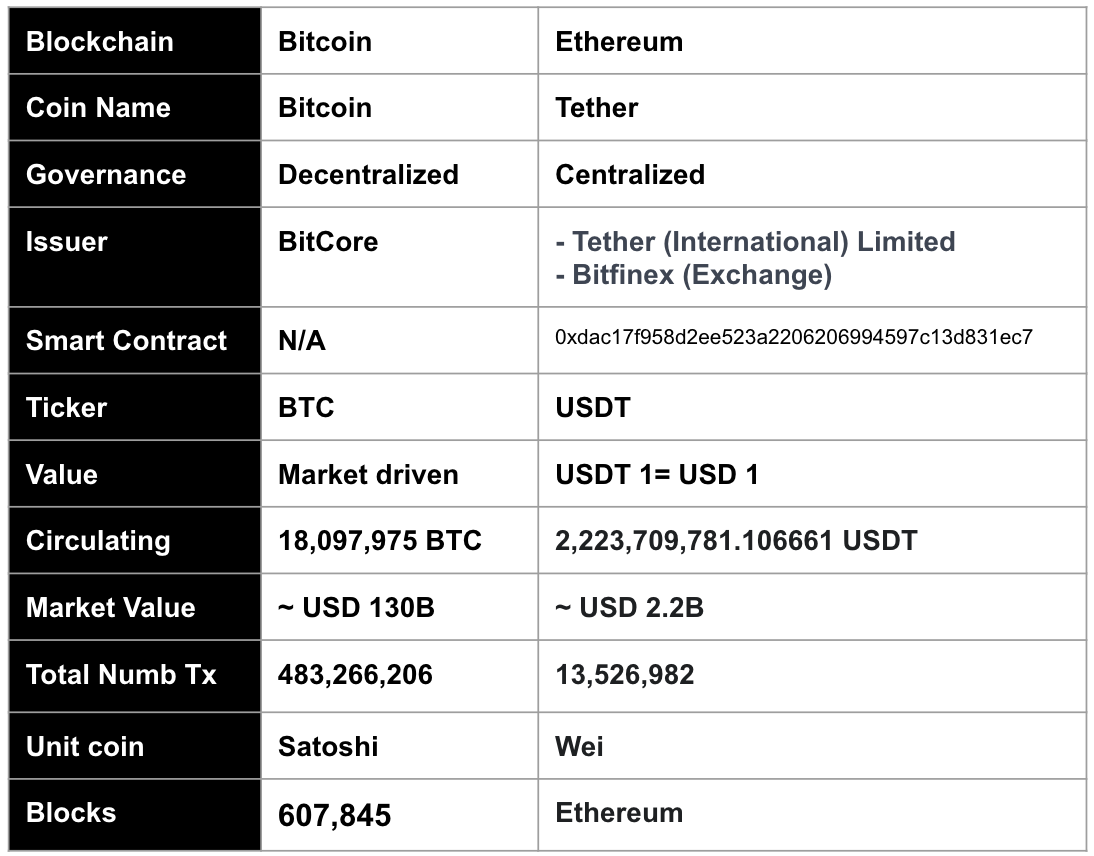 Blockchain Bitcoin Ethereum
Coin Name Bitcoin Tether
Governance Decentralized Centralized
Issuer BitCore - Tether (International) Limited
- Bitfinex (Exchange)
Smart Contract N/A 0xdac17f958d2ee523a2206206994597c13d831ec7
Ticker BTC USDT
Value Market driven USDT 1= USD 1
Circulating 18,097,975 BTC 2,223,709,781.106661 USDT
Market Value ~ USD 130B ~ USD 2.2B
Total Numb Tx 483,266,206 13,526,982
Unit coin Satoshi Wei
Blocks 607,845 Ethereum